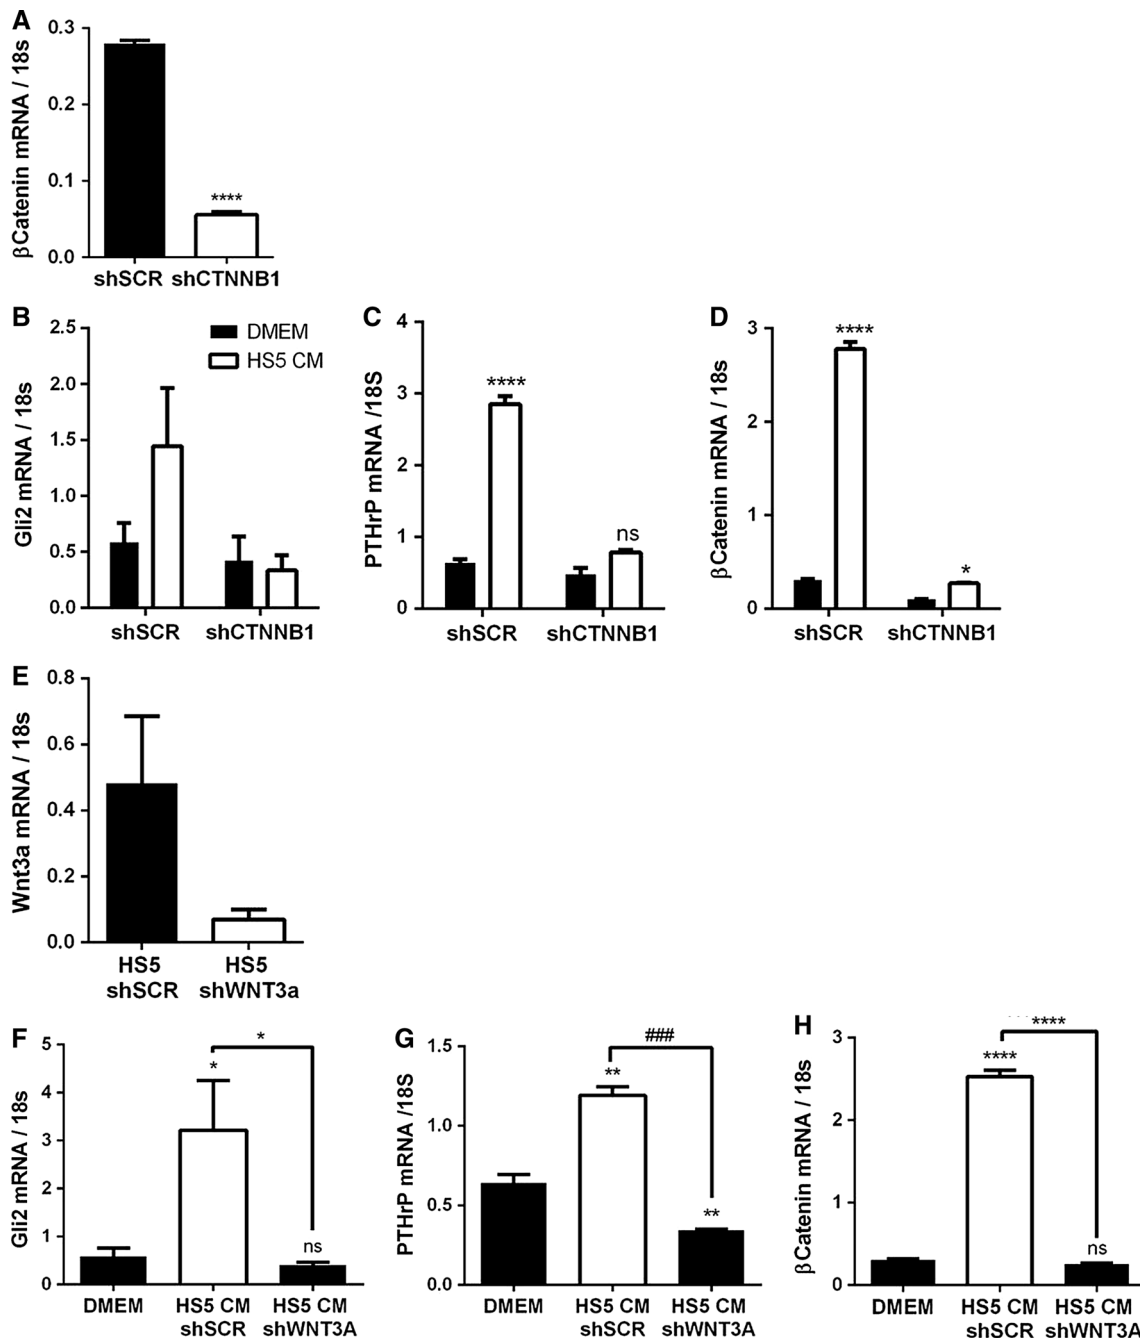 A
βCatenin mRNA / 18s
0.3
0.2
0.1
0.0
****
shSCR shCTNNB1
B
Gli2 mRNA / 18s
2.5
2.0
1.5
1.0
0.5
0.0
DMEM
HS5 CM
shSCR shCTNNB1
C
PTHrP mRNA /18S
4
3
2
1
0
****
ns
shSCR shCTNNB1
D
βCatenin mRNA / 18s
3
2
1
0
****
*
shSCR shCTNNB1
E
Wnt3a mRNA / 18s
0.8
0.6
0.4
0.2
0.0
HS5 HS5
shSCR shWNT3a
F
Gli2 mRNA / 18s
5
4
3
2
1
0
*
*
ns
DMEM HS5 CM HS5 CM
shSCR shWNT3A
G
PTHrP mRNA /18S
1.5
1.0
0.5
0.0
###
**
**
DMEM HS5 CM HS5 CM
shSCR shWNT3A
H
βCatenin mRNA / 18s
3
2
1
0
****
****
ns
DMEM HS5 CM HS5 CM
shSCR shWNT3A